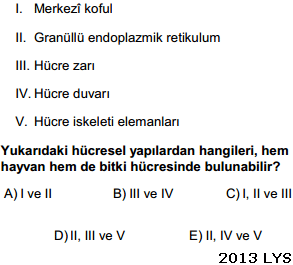 I. Merkezî koful
II. Granüllü endoplazmik retikulum
III. Hücre zarı
IV. Hücre duvarı
V. Hücre iskeleti elemanları
Yukarıdaki hücresel yapılardan hangileri, hem
hayvan hem de bitki hücresinde bulunabilir?
A) I ve II B) III ve IV C) I, II ve III
D) II, III ve V E) II, IV ve V
2013 LYS